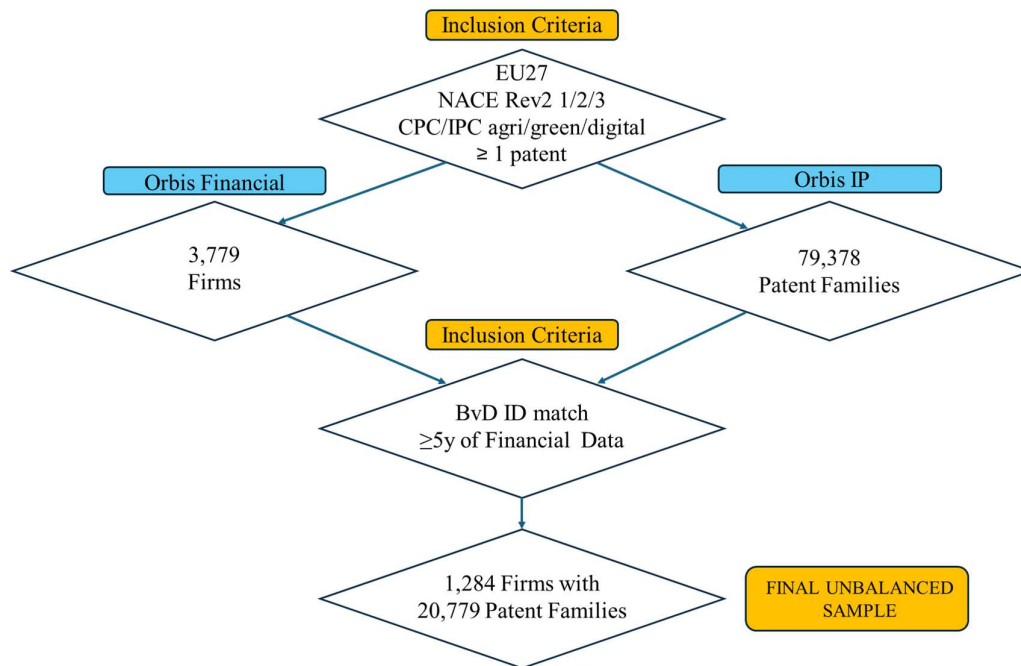 Inclusion Criteria
EU27
NACE Rev2 1/2/3
CPC/IPC agri/green/digital
≥ 1 patent
Orbis Financial
Orbis IP
3,779
Firms
79,378
Patent Families
Inclusion Criteria
BvD ID match
≥5y of Financial Data
1,284 Firms with
20,779 Patent Families
FINAL UNBALANCED
SAMPLE